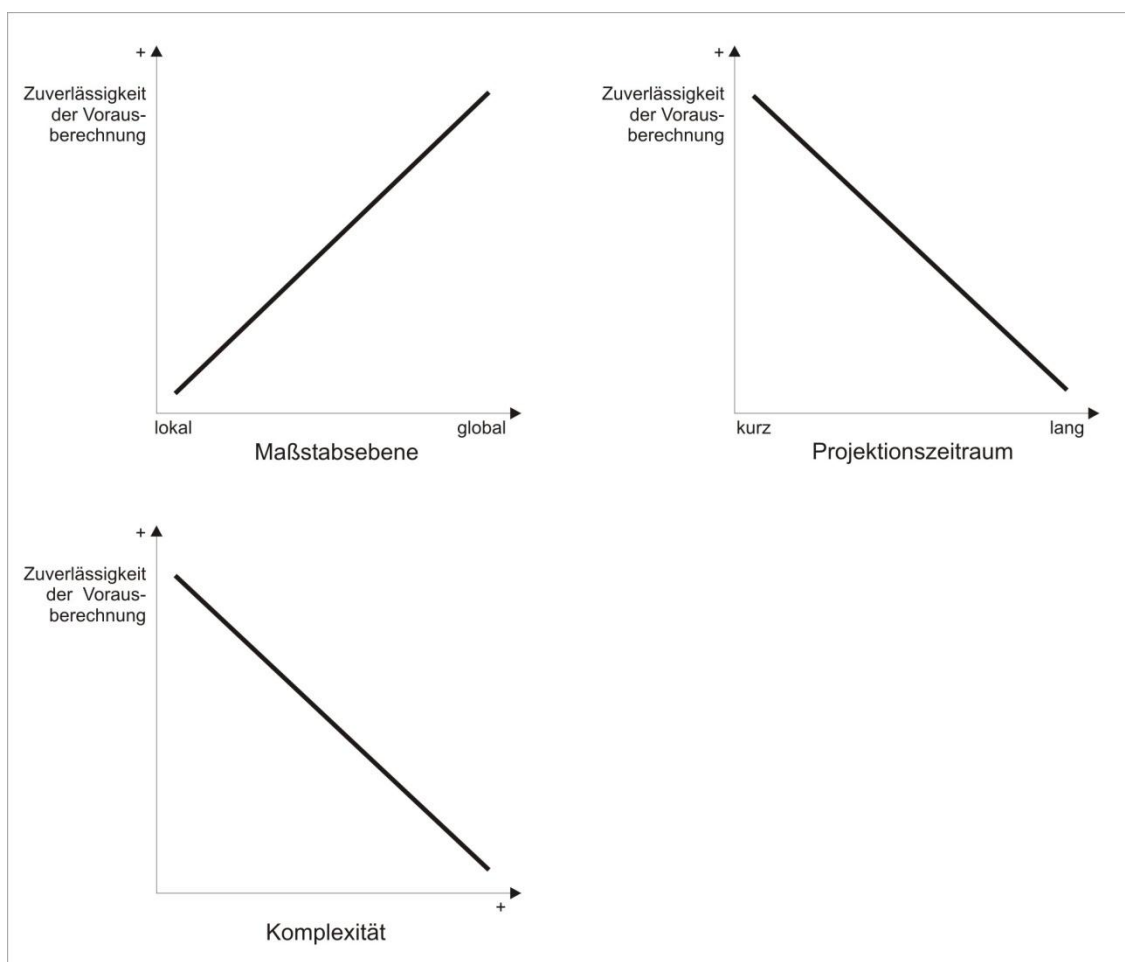 +
Zuverlässigkeit
der Voraus-
berechnung
lokal
global
Maßstabsebene
+
Zuverlässigkeit
der Voraus-
berechnung
kurz
lang
Projektionszeitraum
+
Zuverlässigkeit
der Voraus-
berechnung
+
Komplexität